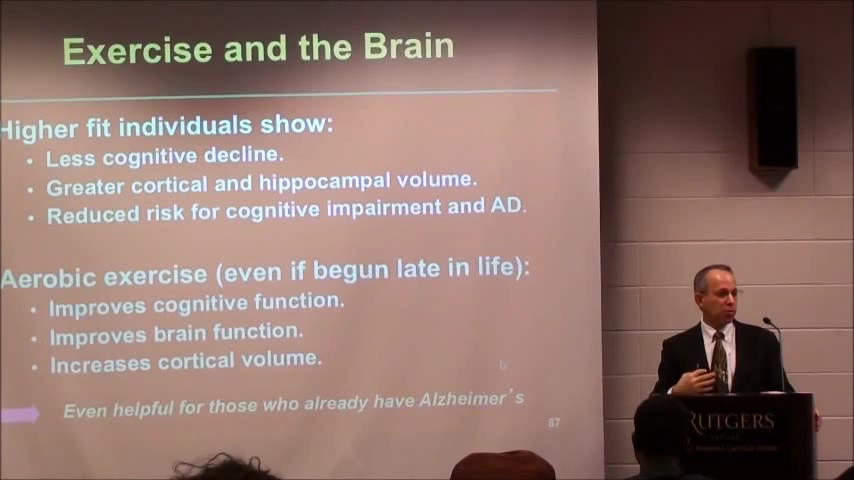 Exercise and the Brain
Higher fit individuals show:
• Less cognitive decline.
• Greater cortical and hippocampal volume.
• Reduced risk for cognitive impairment and AD.
Aerobic exercise (even if begun late in life):
• Improves cognitive function.
• Improves brain function.
• Increases cortical volume.
Even helpful for those who already have Alzheimer's
87
RUTGERS